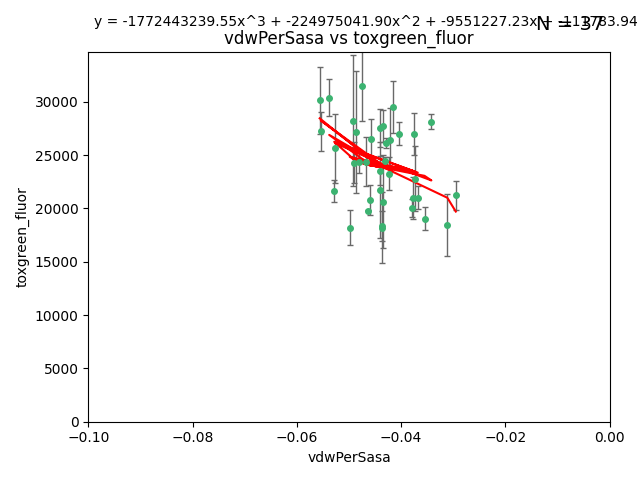 y = -1772443239.55x^3 + -224975041.90x^2 + -9551227.23x + -111783.94
N = 37
vdwPerSasa vs toxgreen_fluor
toxgreen_fluor
30000
25000
20000
15000
10000
5000
0
−0.10
−0.08
−0.06
−0.04
−0.02
0.00
vdwPerSasa